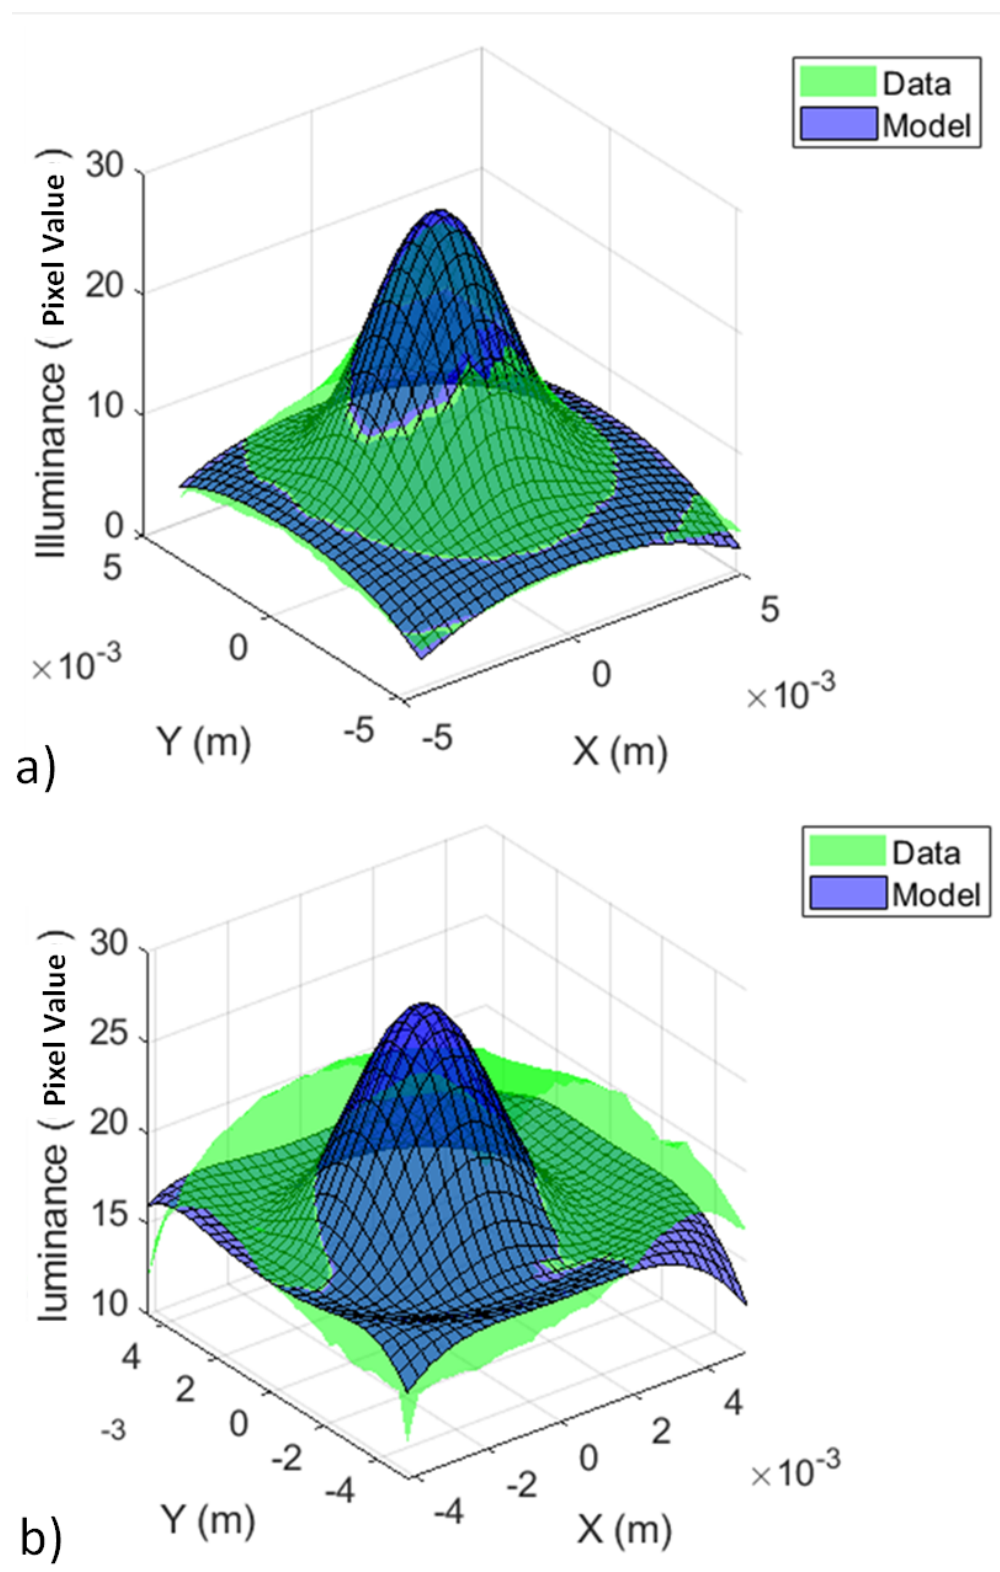 Data
Model
Illuminance ( Pixel Value )
30
20
10
0
5
0
-5
×10-3
Y (m)
-5
0
5
×10-3
X (m)
a)
Data
Model
luminance ( Pixel Value )
30
25
20
15
10
4
2
0
-2
-4
-3
Y (m)
-4
-2
0
2
4
×10-3
X (m)
b)